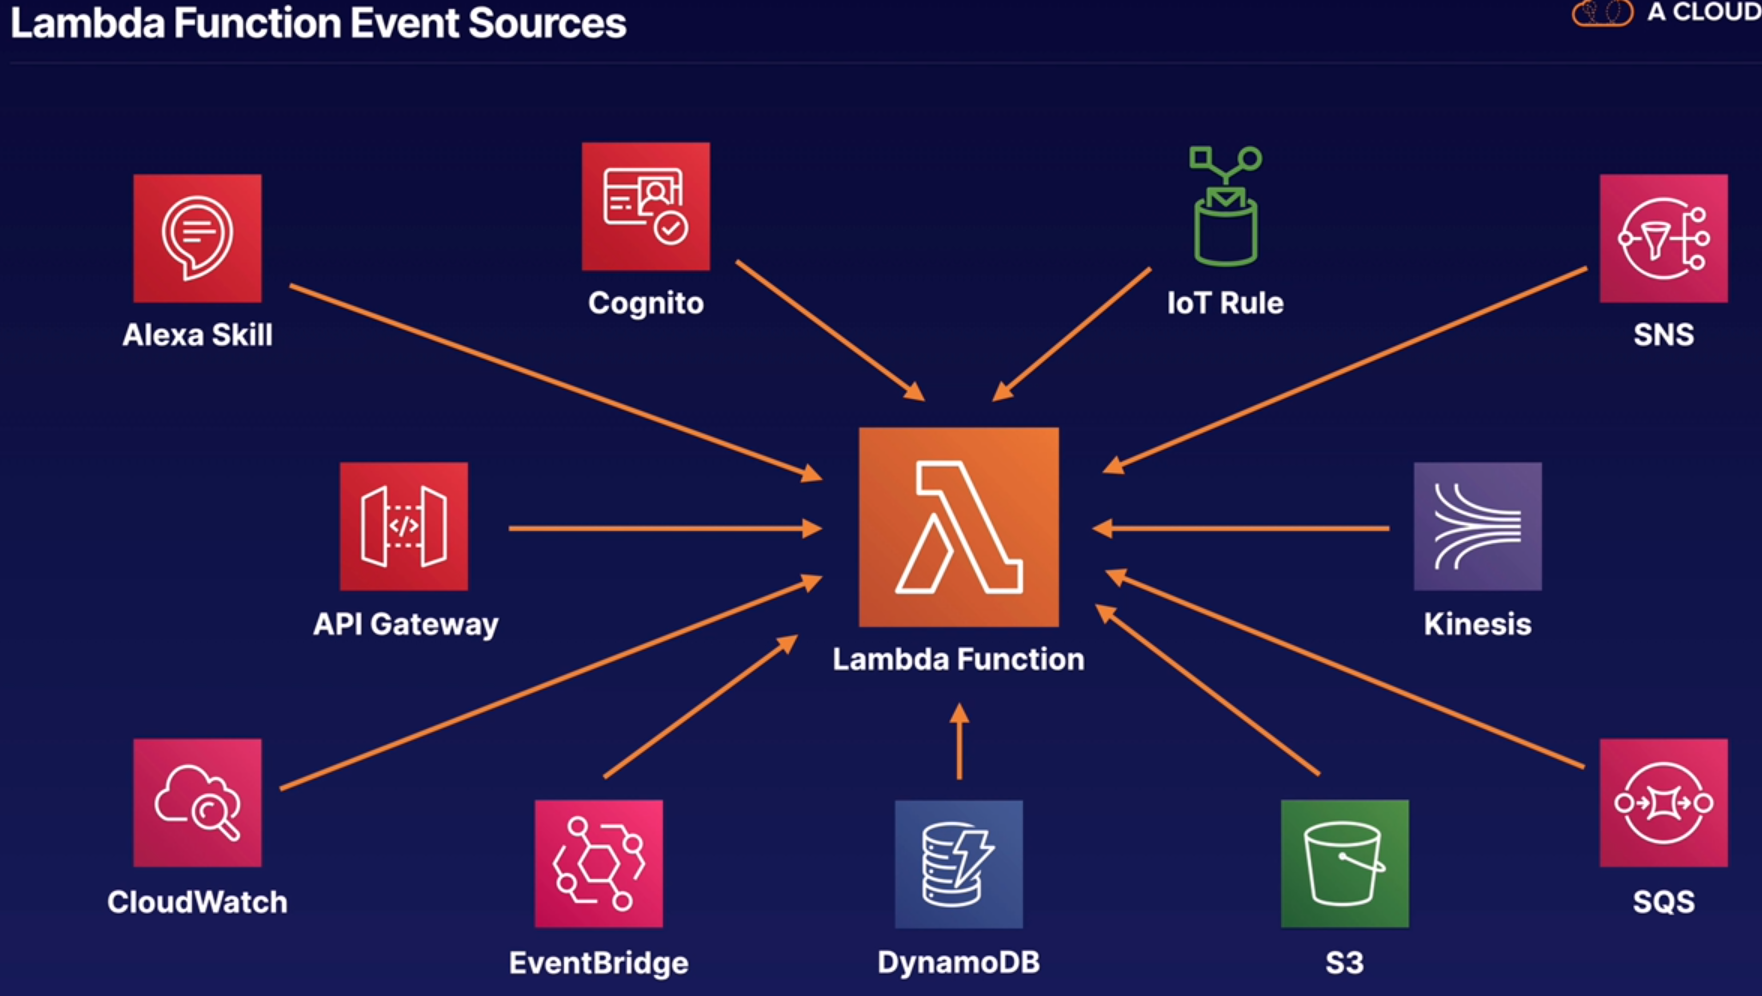 Lambda Function Event Sources
A CLOUD
Cognito
IoT Rule
Alexa Skill
SNS
</>
API Gateway
Kinesis
Lambda Function
CloudWatch
SQS
EventBridge
DynamoDB
S3